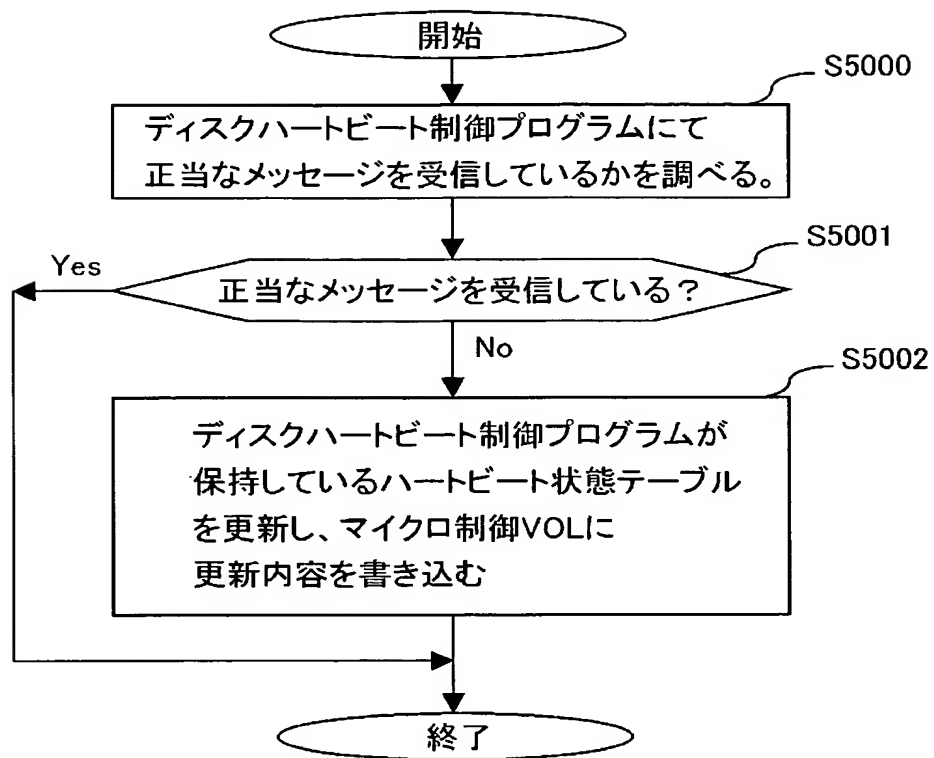 開始
S5000
ディスクハートビート制御プログラムにて
正当なメッセージを受信しているかを調べる。
S5001
Yes
正当なメッセージを受信している?
No
S5002
ディスクハートビート制御プログラムが
保持しているハートビート状態テーブル
を更新し、マイクロ制御VOLに
更新内容を書き込む
終了